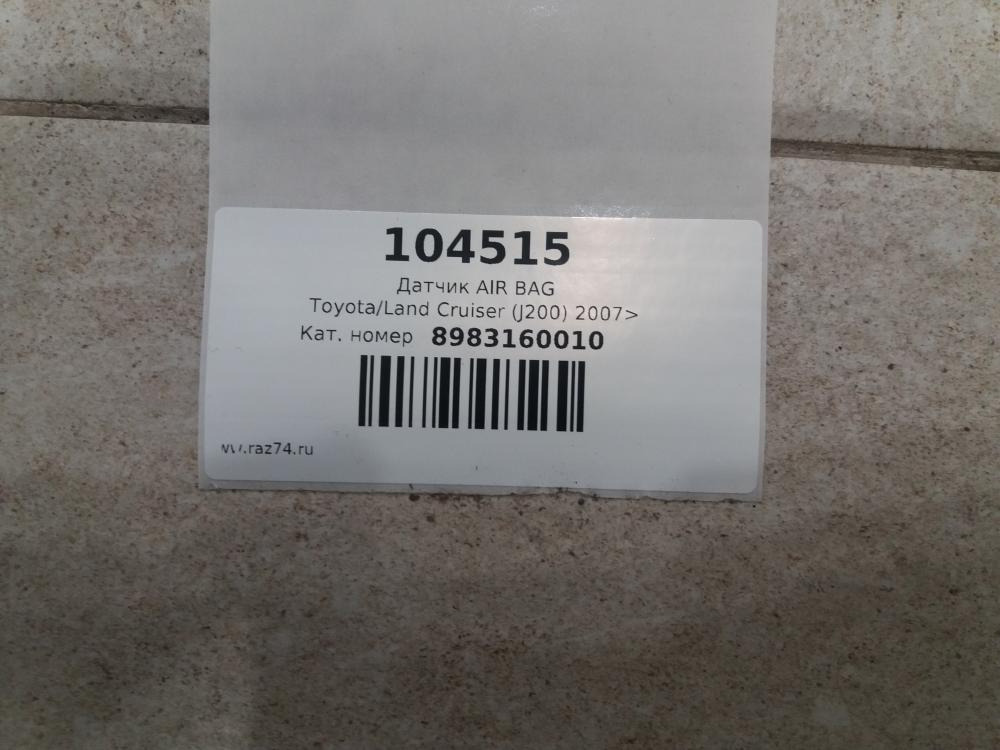 104515
Датчик AIR BAG
Toyota/Land Cruiser (J200) 2007>
Кат. номер 8983160010
.raz74.ru